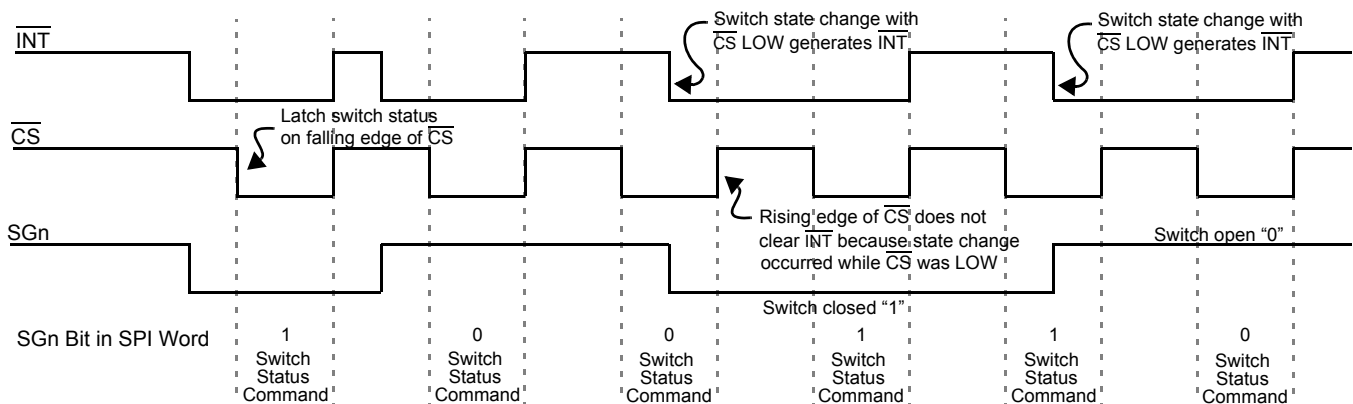 INT
Switch state change with
CS LOW generates INT
Switch state change with
CS LOW generates INT
Latch switch status
on falling edge of CS
CS
Rising edge of CS does not
clear INT because state change
occurred while CS was LOW
SGn
Switch open “0”
Switch closed “1”
SGn Bit in SPI Word
1
Switch
Status
Command
0
Switch
Status
Command
0
Switch
Status
Command
1
Switch
Status
Command
1
Switch
Status
Command
0
Switch
Status
Command